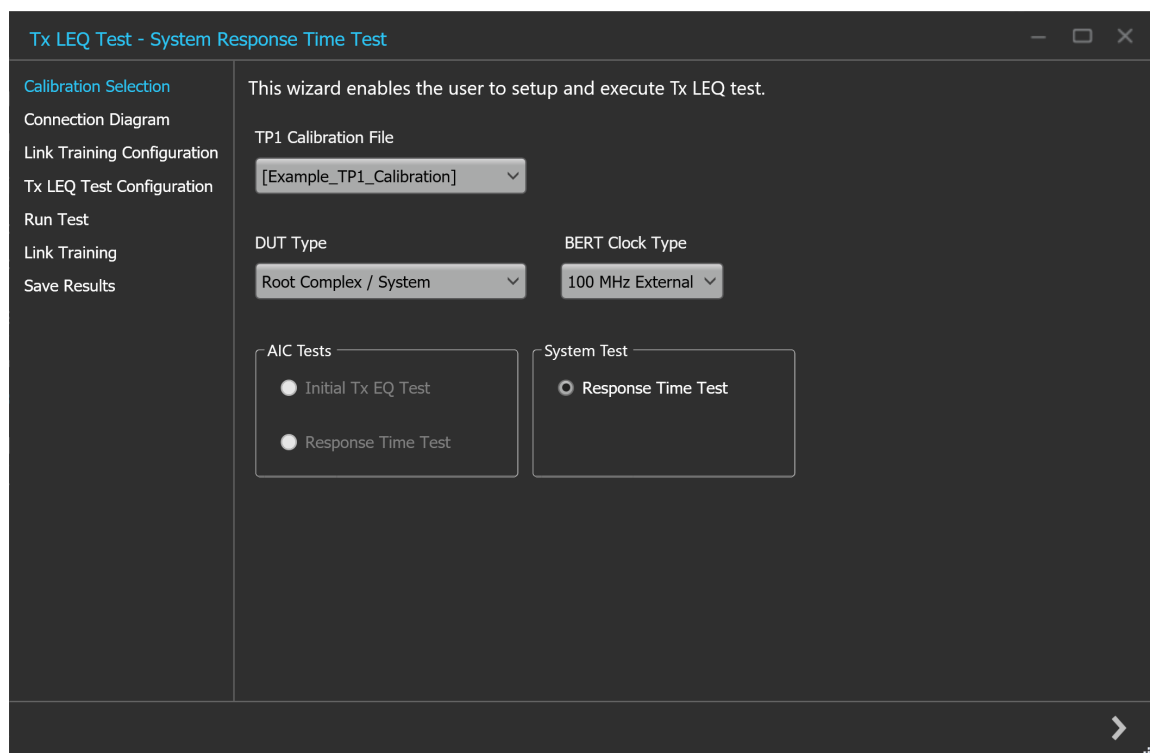 Tx LEQ Test - System Response Time Test
Calibration Selection
Connection Diagram
Link Training Configuration
Tx LEQ Test Configuration
Run Test
Link Training
Save Results
This wizard enables the user to setup and execute Tx LEQ test.
TP1 Calibration File
[Example_TP1_Calibration]
DUT Type
BERT Clock Type
Root Complex / System
100 MHz External
AIC Tests
Initial Tx EQ Test
Response Time Test
System Test
Response Time Test